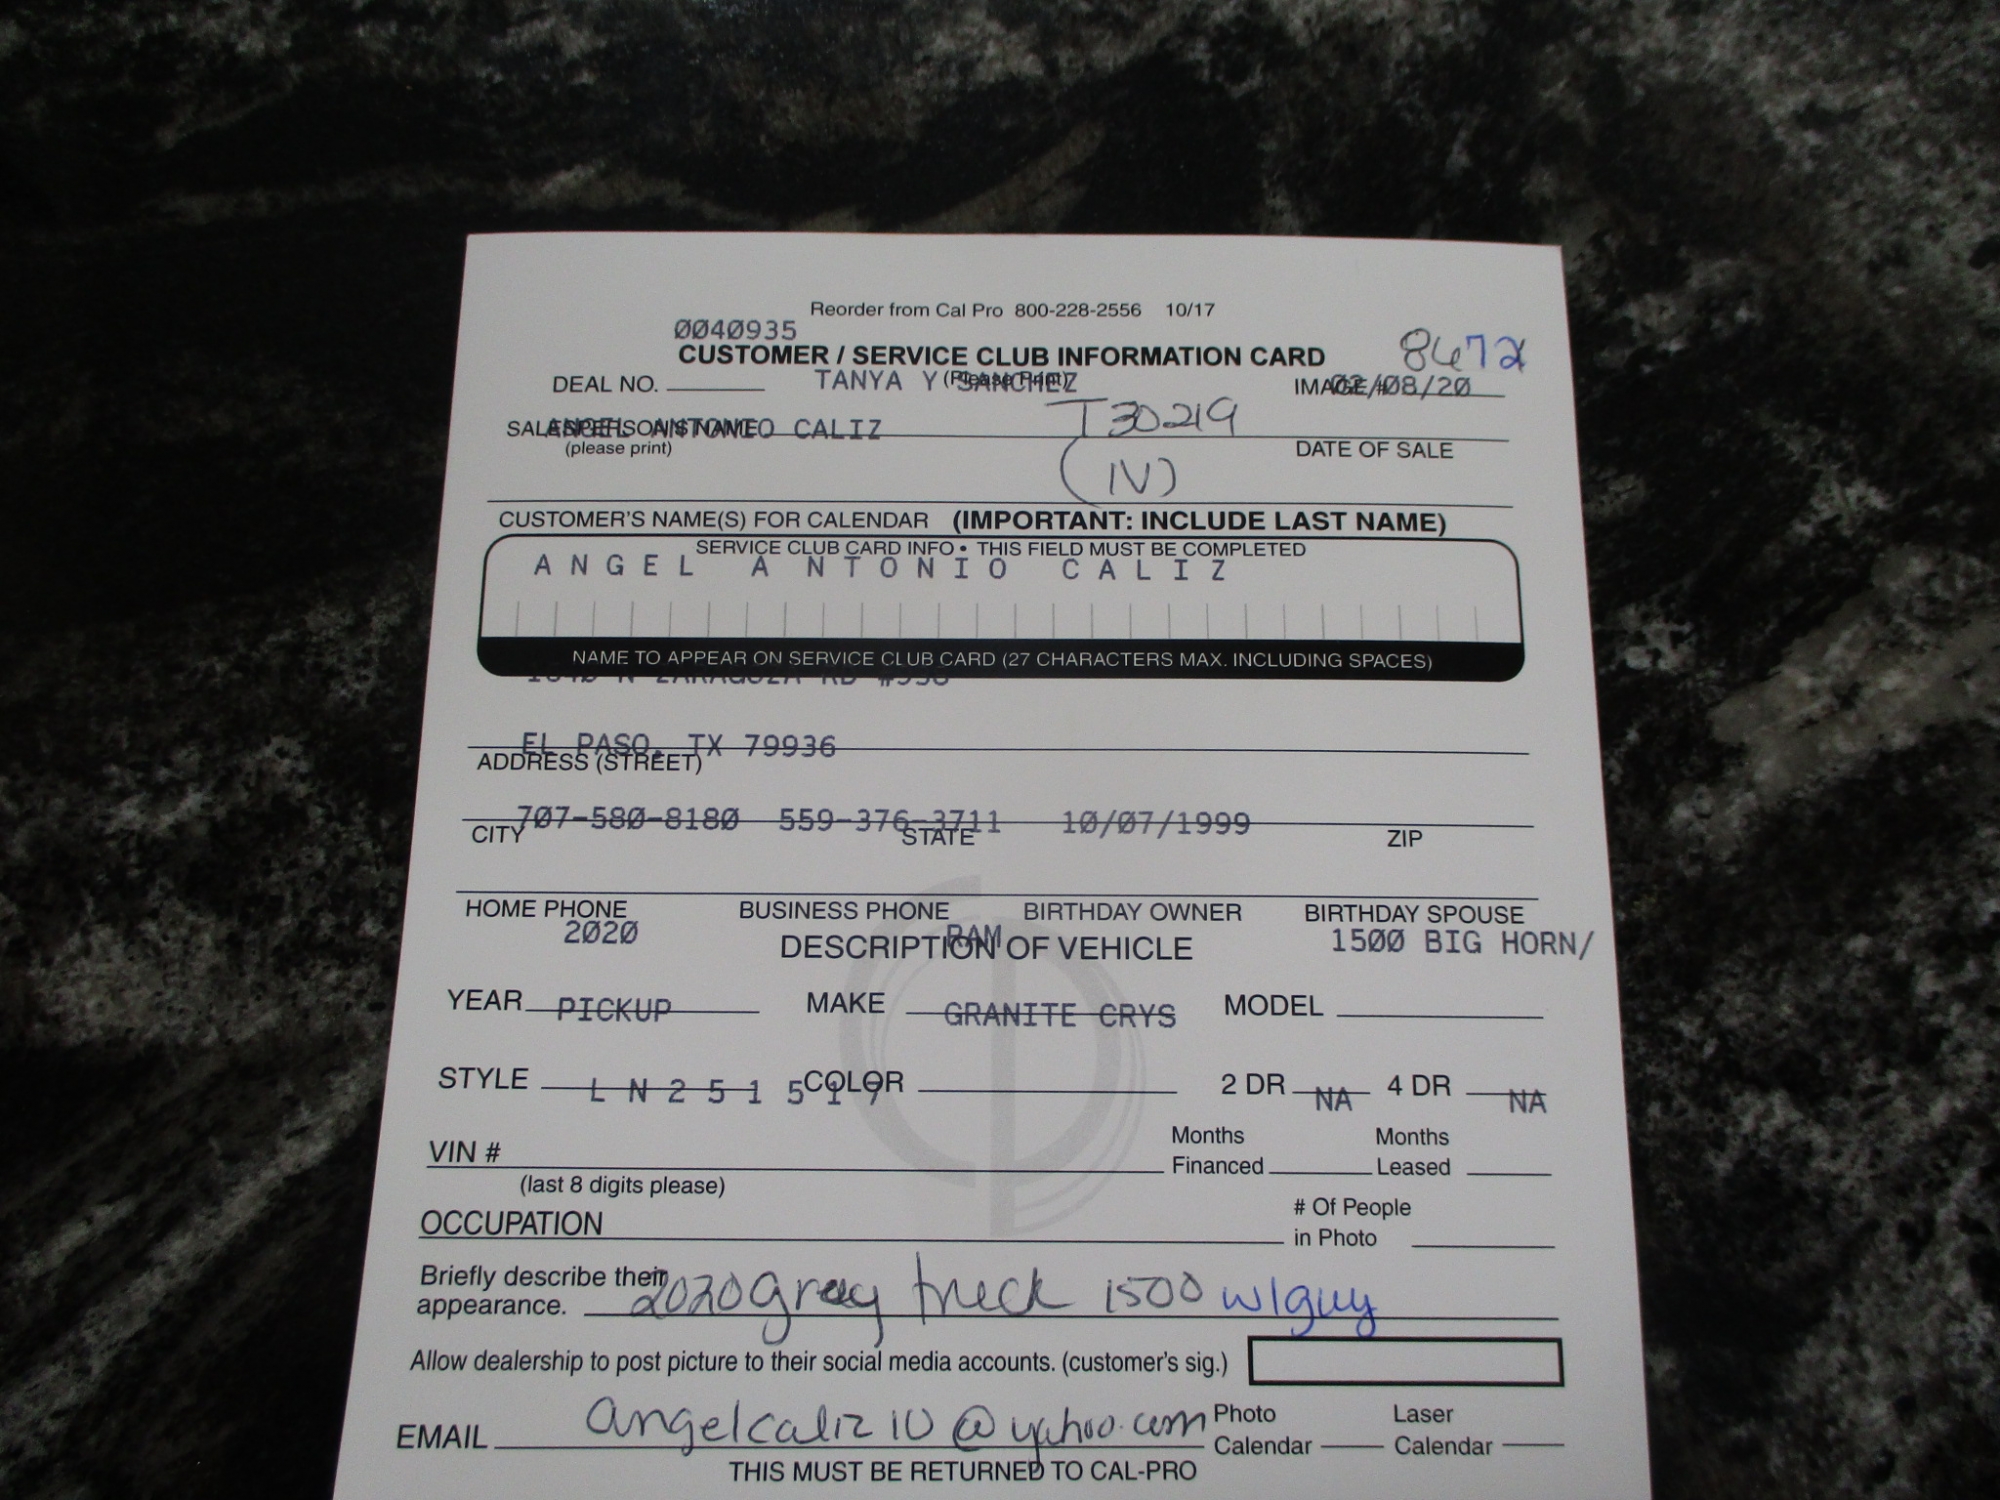 Reorder from Cal Pro 800-228-2556 10/17
0040935
CUSTOMER / SERVICE CLUB INFORMATION CARD 8472
(Please Print)
DEAL NO. TANYA Y SANCHEZ IMAGE # 02/08/20
SALESPERSON'S NAME ANGEL ANTONIO CALIZ T30219
(please print) DATE OF SALE
(IV)
CUSTOMER'S NAME(S) FOR CALENDAR (IMPORTANT: INCLUDE LAST NAME)
SERVICE CLUB CARD INFO • THIS FIELD MUST BE COMPLETED
ANGEL ANTONIO CALIZ
NAME TO APPEAR ON SERVICE CLUB CARD (27 CHARACTERS MAX. INCLUDING SPACES)
N ZARAGOZA RD
EL PASO, TX 79936
ADDRESS (STREET)
707-580-8180 559-376-3711 10/07/1999
CITY STATE ZIP
HOME PHONE BUSINESS PHONE BIRTHDAY OWNER BIRTHDAY SPOUSE
2020 RAM 1500 BIG HORN/
DESCRIPTION OF VEHICLE
YEAR PICKUP MAKE GRANITE CRYS MODEL
STYLE LN251517 COLOR 2 DR NA 4 DR NA
VIN # Months Financed Months Leased
(last 8 digits please)
OCCUPATION # Of People in Photo
Briefly describe their
appearance. 2020 gray truck 1500 w/guy
Allow dealership to post picture to their social media accounts. (customer's sig.)
EMAIL angelcaliz10@yahoo.com Photo Calendar Laser Calendar
THIS MUST BE RETURNED TO CAL-PRO